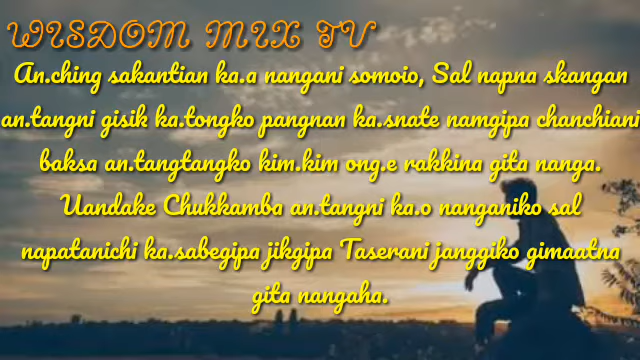 WISDOM MIX TV
An.ching sakantian ka.a nangani somoio, Sal napna skangan
an.tangni gisik ka.tongko pangnan ka.snate namgipa chanchiani
baksa an.tangtangko kim.kim ong.e rakkina gita nanga.
Uandake Chukkamba an.tangni ka.o nanganiko sal
napatanichi ka.sabegipa jikgipa Taserani janggiko gimaatna
gita nangaha.